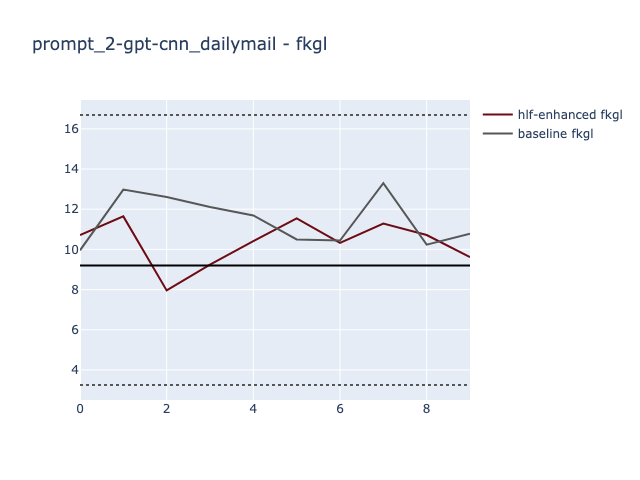 prompt_2-gpt-cnn_dailymail - fkgl
hlf-enhanced fkgl
baseline fkgl
16
14
12
10
8
6
4
0 2 4 6 8